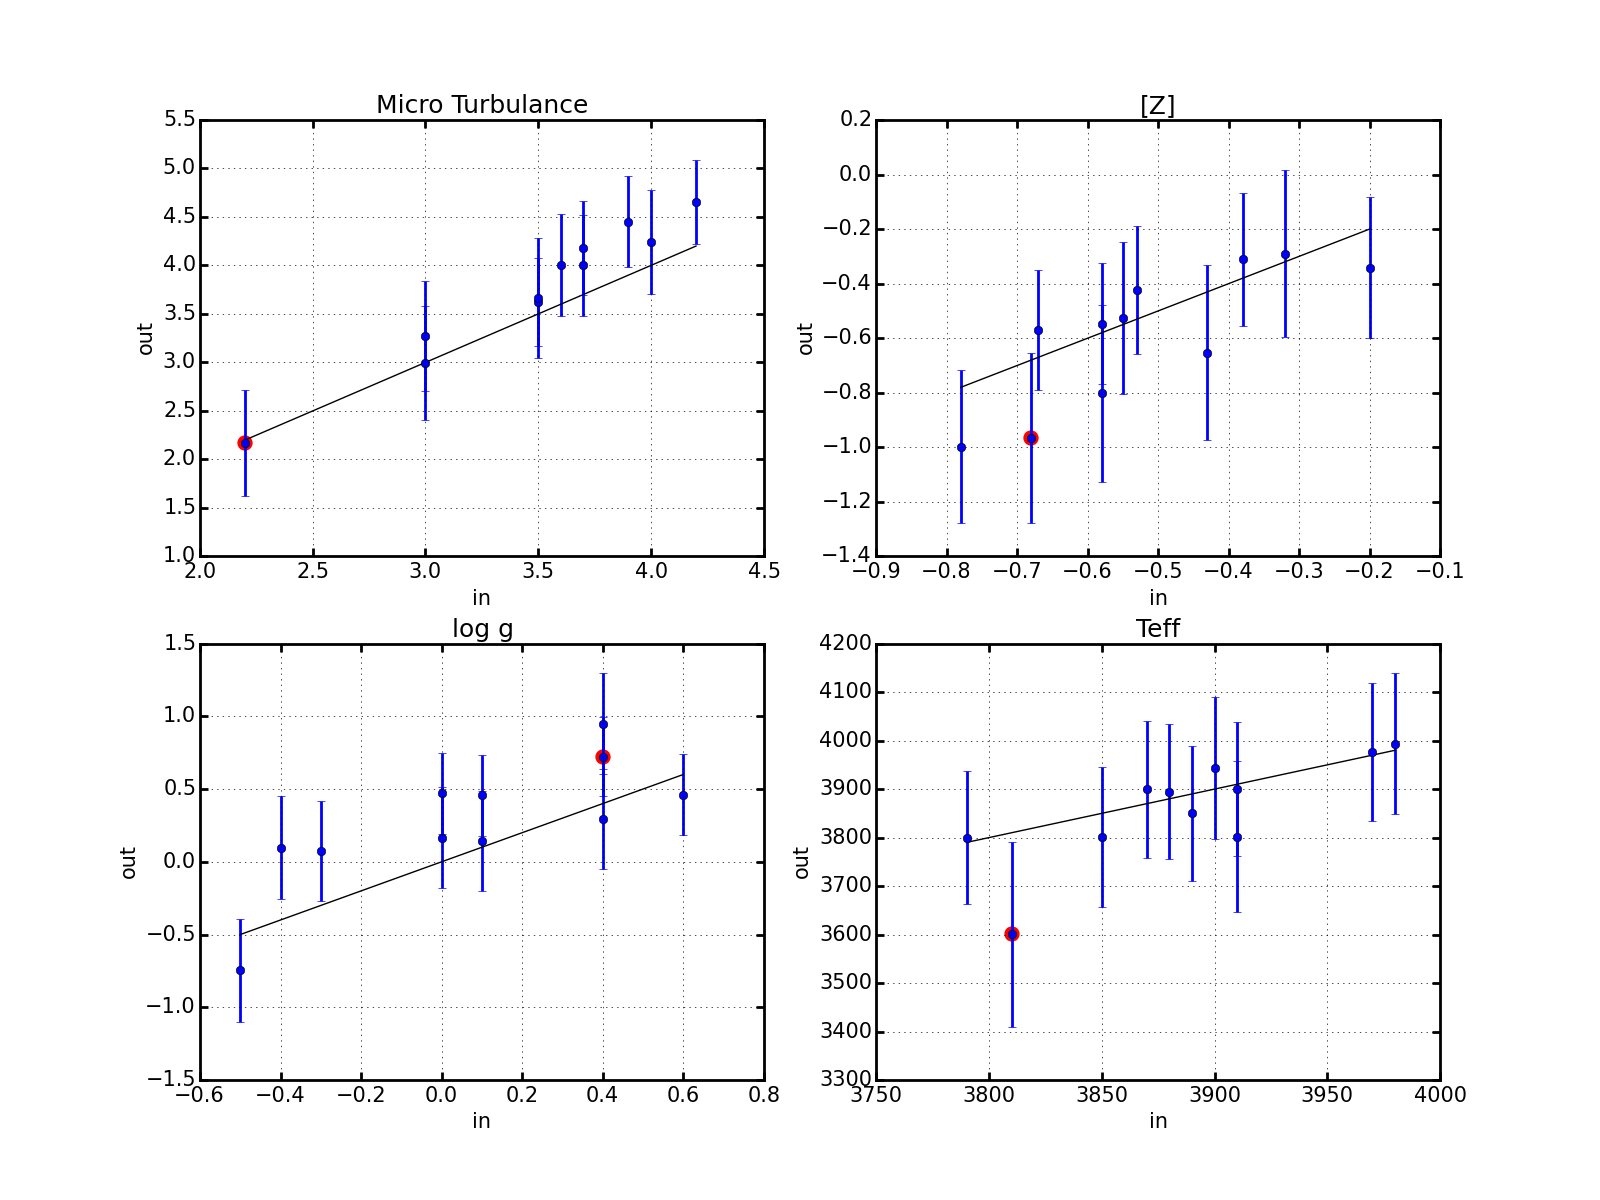 Micro Turbulance
5.5
5.0
4.5
4.0
3.5
3.0
2.5
2.0
1.5
1.0
out
2.0 2.5 3.0 3.5 4.0 4.5
in
[Z]
0.2
0.0
−0.2
−0.4
−0.6
−0.8
−1.0
−1.2
−1.4
out
−0.9 −0.8 −0.7 −0.6 −0.5 −0.4 −0.3 −0.2 −0.1
in
log g
1.5
1.0
0.5
0.0
−0.5
−1.0
−1.5
out
−0.6 −0.4 −0.2 0.0 0.2 0.4 0.6 0.8
in
Teff
4200
4100
4000
3900
3800
3700
3600
3500
3400
3300
out
3750 3800 3850 3900 3950 4000
in